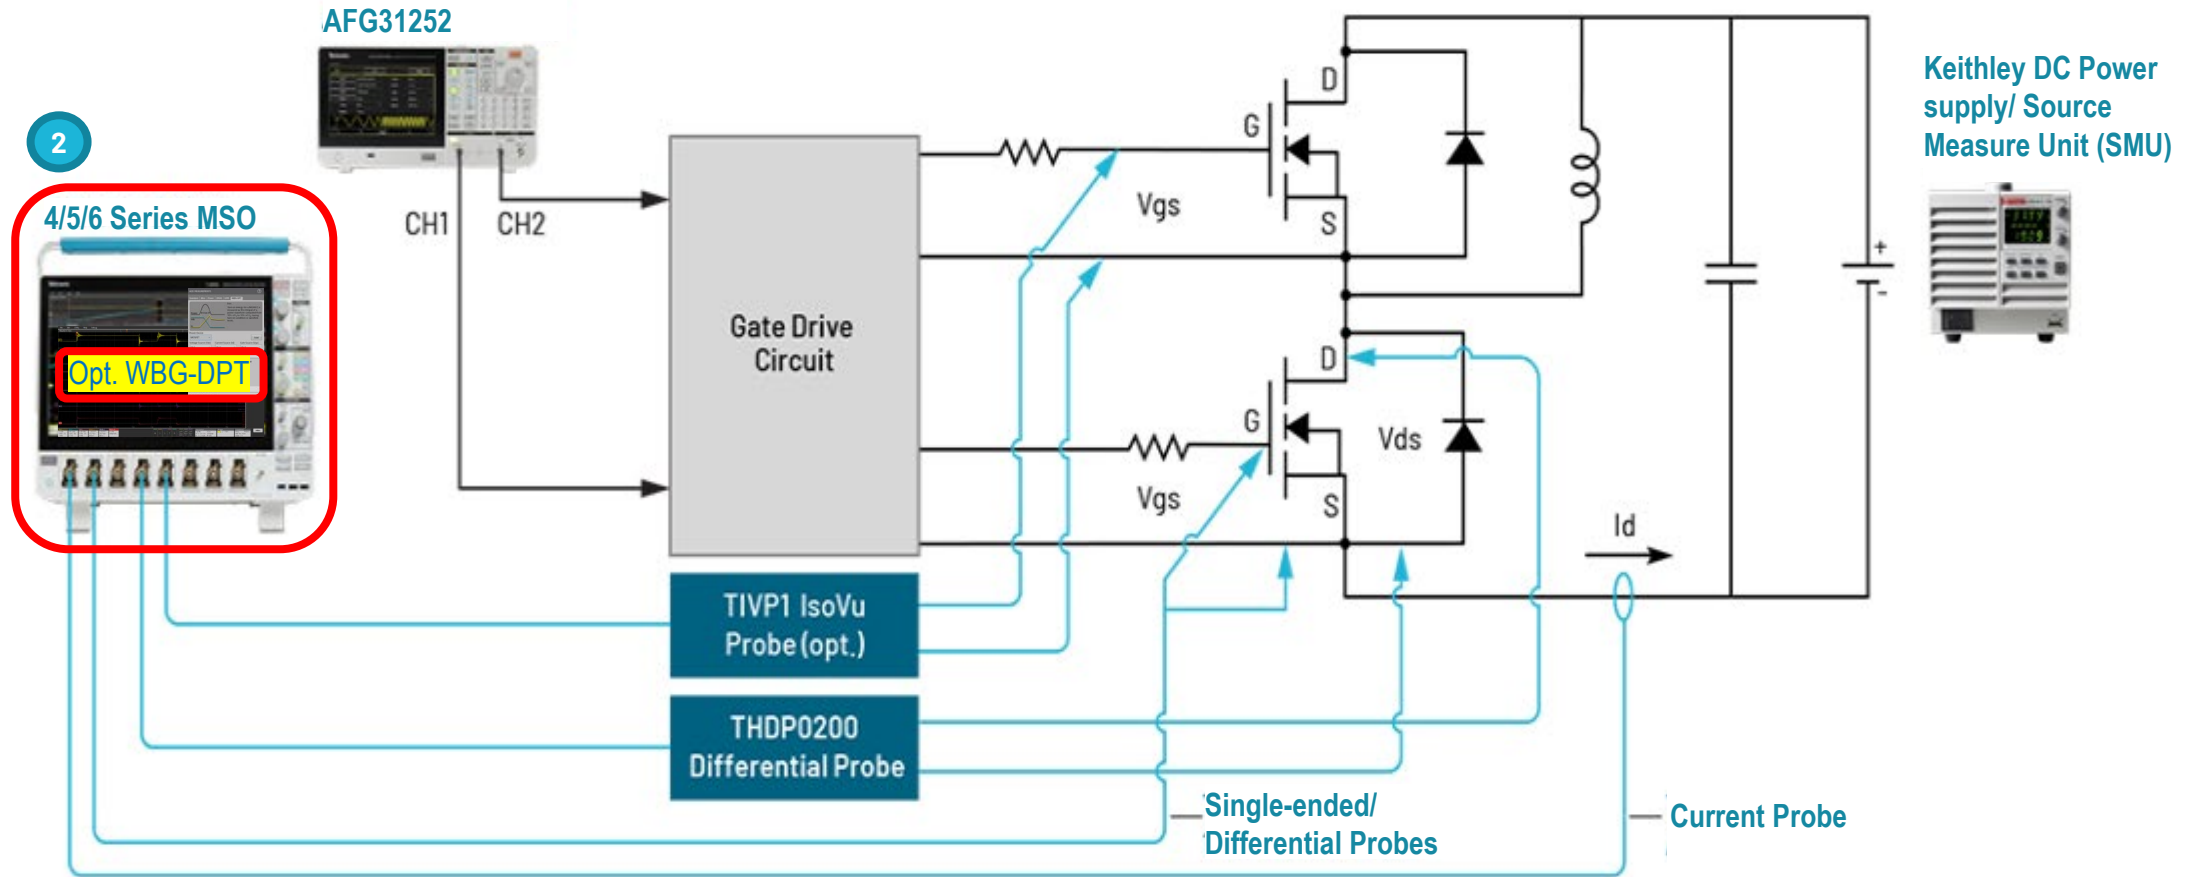 AFG31252
Keithley DC Power
supply/ Source
Measure Unit (SMU)
2
4/5/6 Series MSO
Opt. WBG-DPT
CH1
CH2
Gate Drive
Circuit
D
G
Vgs
S
+
-
D
G
Vds
Vgs
S
Id
TIVP1 IsoVu
Probe (opt.)
THDP0200
Differential Probe
Single-ended/
Differential Probes
Current Probe